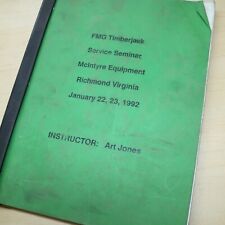 FMG Timberjack
Service Seminar
McIntyre Equipment
Richmond Virginia
January 22, 23, 1992
INSTRUCTOR: Art Jones